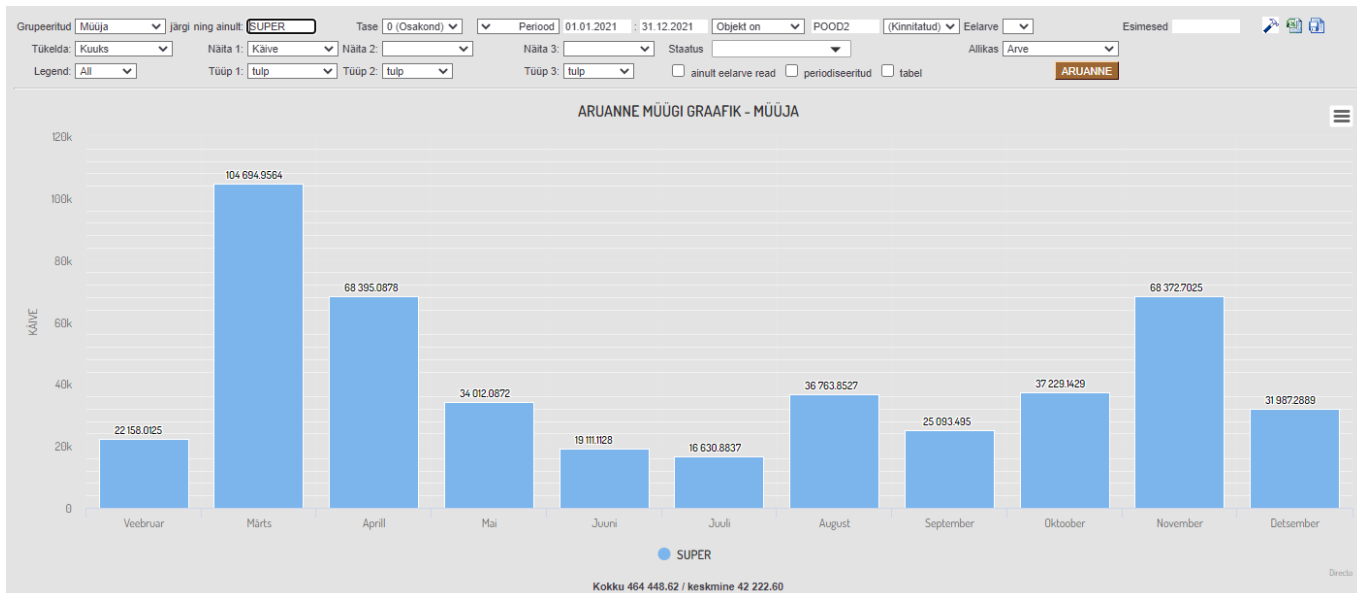 Grupeeritud Müüja järgi ning ainult: SUPER Tase 0 (Osakond) Periood 01.01.2021 : 31.12.2021 Objekt on POOD2 (Kinnitatud) Eelarve Esimesed
Tükelda: Kuuks Näita 1: Käive Näita 2: Näita 3: Staatus Allikas Arve
Legend: All Tüüp 1: tulp Tüüp 2: tulp Tüüp 3: tulp ainult eelarve read periodiseeritud tabel ARUANNE
ARUANNE MÜÜGI GRAAFIK - MÜÜJA
120k
104 694.9564
100k
80k
68 395.0878
68 372.7025
KÄIVE
60k
40k
34 012.0872
36 763.8527
37 229.1429
31 987.2889
22 158.0125
25 093.495
20k
19 111.1128
16 630.8837
0
Veebruar Märts Aprill Mai Juuni Juuli August September Oktoober November Detsember
SUPER
Directo
Kokku 464 448.62 / keskmine 42 222.60